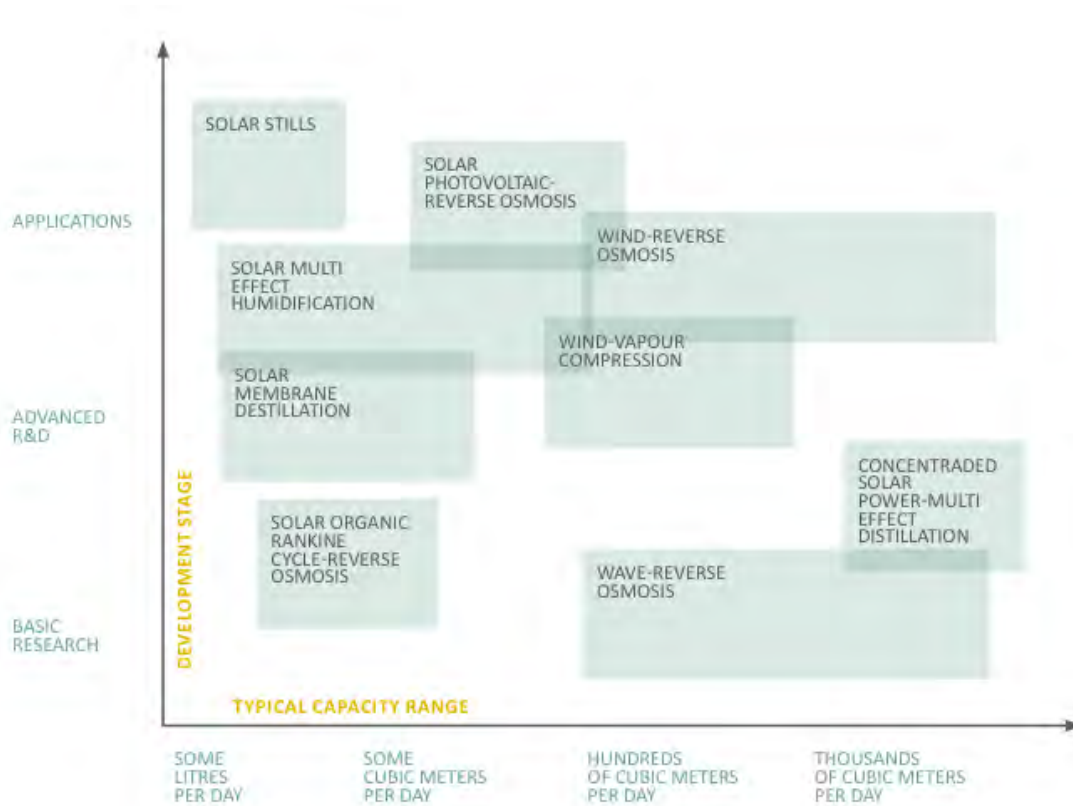 SOLAR STILLS
SOLAR
PHOTOVOLTAIC-
REVERSE OSMOSIS
APPLICATIONS
WIND-REVERSE
OSMOSIS
SOLAR MULTI
EFFECT
HUMIDIFICATION
WIND-VAPOUR
COMPRESSION
SOLAR
MEMBRANE
DESTILLATION
ADVANCED
R&D
CONCENTRADED
SOLAR
POWER-MULTI
EFFECT
DISTILLATION
SOLAR ORGANIC
RANKINE
CYCLE-REVERSE
OSMOSIS
WAVE-REVERSE
OSMOSIS
BASIC
RESEARCH
DEVELOPMENT STAGE
TYPICAL CAPACITY RANGE
SOME
LITRES
PER DAY
SOME
CUBIC METERS
PER DAY
HUNDREDS
OF CUBIC METERS
PER DAY
THOUSANDS
OF CUBIC METERS
PER DAY